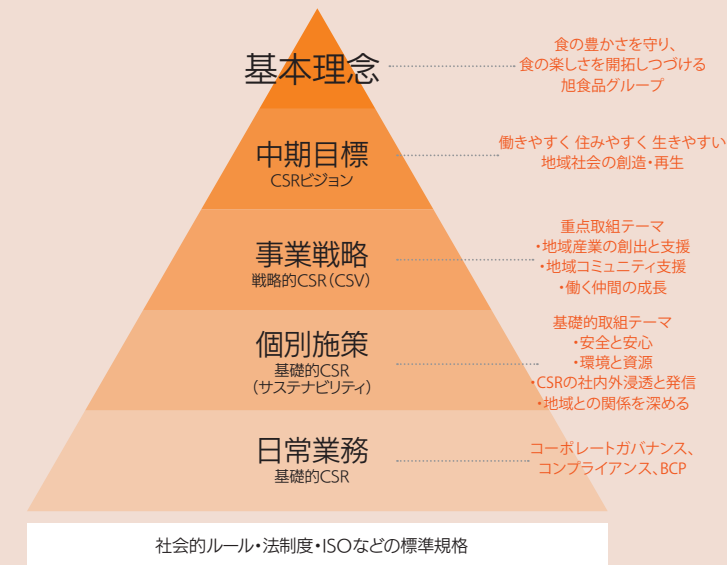 基本理念
食の豊かさを守り、
食の楽しさを開拓しつづける
旭食品グループ
中期目標
CSRビジョン
働きやすく 住みやすく 生きやすい
地域社会の創造・再生
事業戦略
戦略的CSR(CSV)
重点取組テーマ
・地域産業の創出と支援
・地域コミュニティ支援
・働く仲間の成長
個別施策
基礎的CSR
(サステナビリティ)
基礎的取組テーマ
・安全と安心
・環境と資源
・CSRの社内外浸透と発信
・地域との関係を深める
日常業務
基礎的CSR
コーポレートガバナンス、
コンプライアンス、BCP
社会的ルール・法制度・ISOなどの標準規格